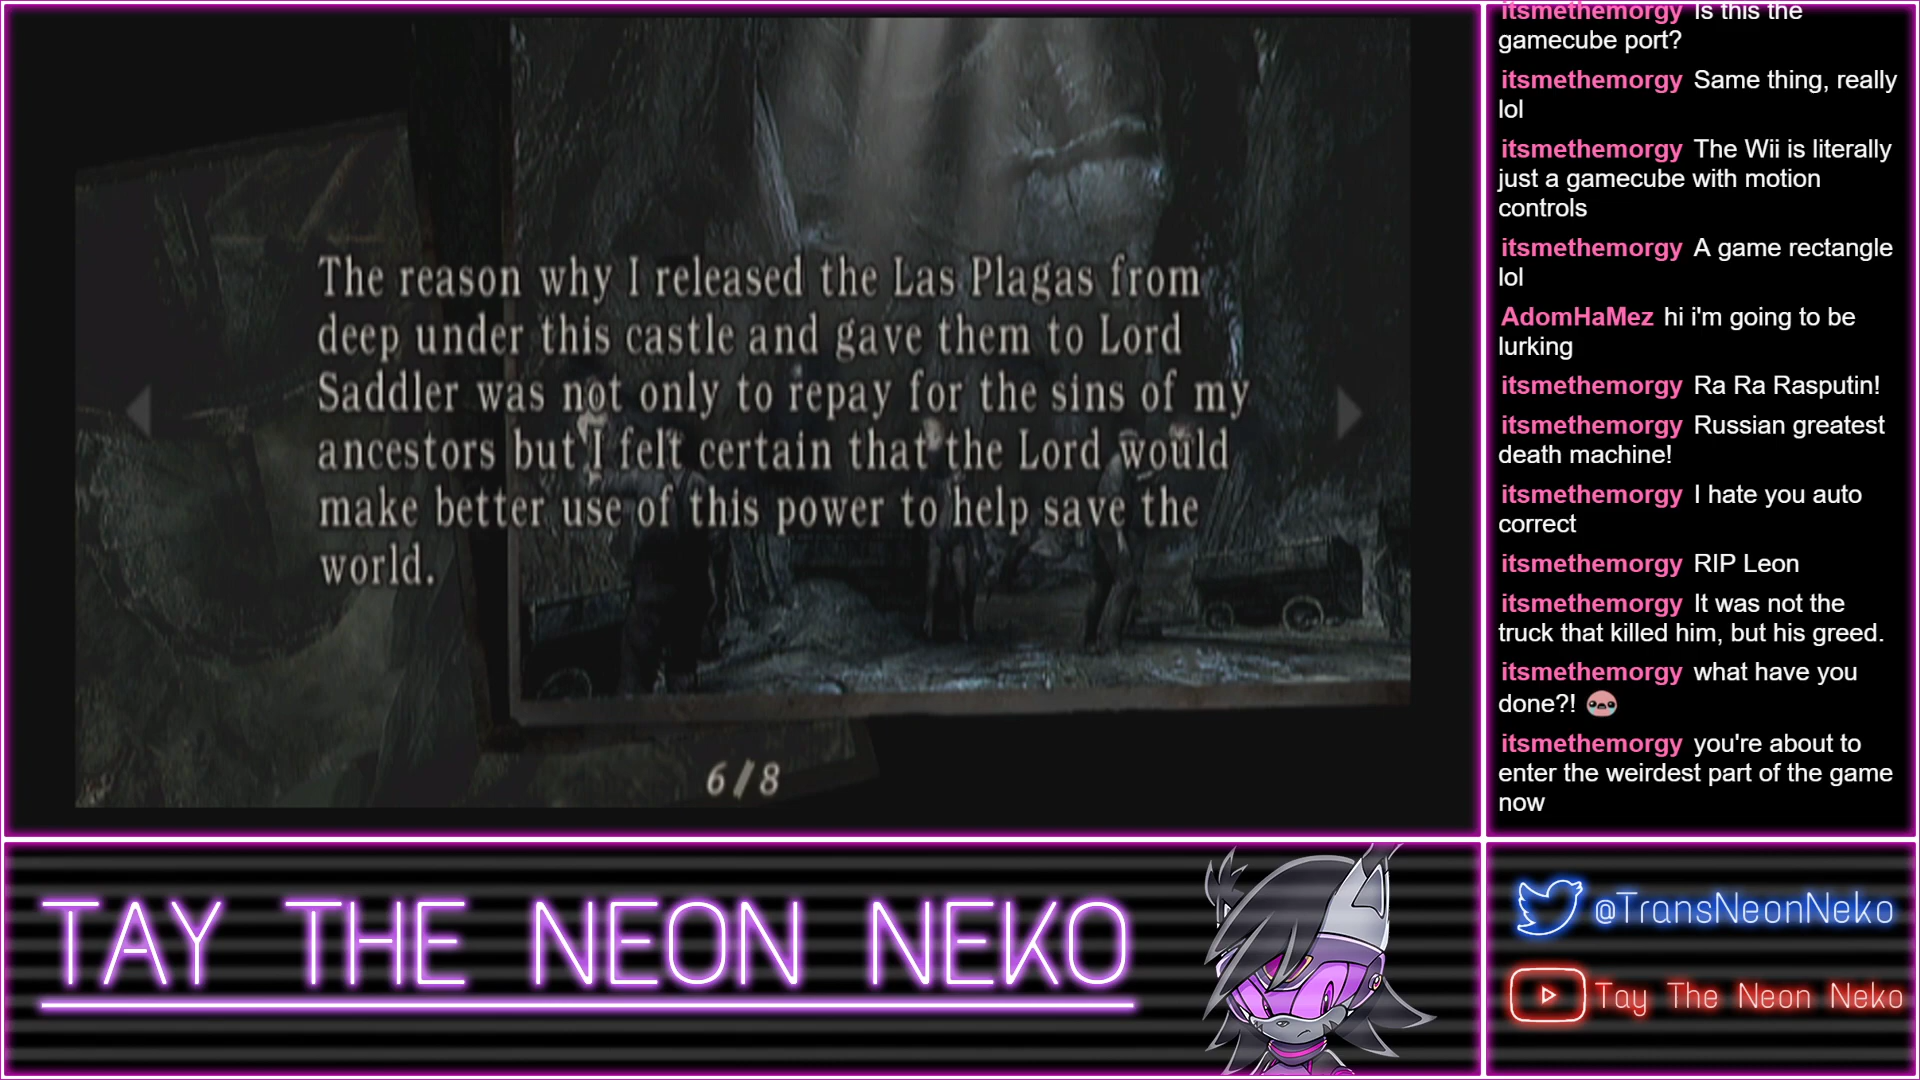 The reason why I released the Las Plagas from
deep under this castle and gave them to Lord
Saddler was not only to repay for the sins of my
ancestors but I felt certain that the Lord would
make better use of this power to help save the
world.
6/8
itsmethemorgy Is this the
gamecube port?
itsmethemorgy Same thing, really
lol
itsmethemorgy The Wii is literally
just a gamecube with motion
controls
itsmethemorgy A game rectangle
lol
AdomHaMez hi i'm going to be
lurking
itsmethemorgy Ra Ra Rasputin!
itsmethemorgy Russian greatest
death machine!
itsmethemorgy I hate you auto
correct
itsmethemorgy RIP Leon
itsmethemorgy It was not the
truck that killed him, but his greed.
itsmethemorgy what have you
done?!
itsmethemorgy you're about to
enter the weirdest part of the game
now
TAY THE NEON NEKO
@TransNeonNeko
Tay The Neon Neko